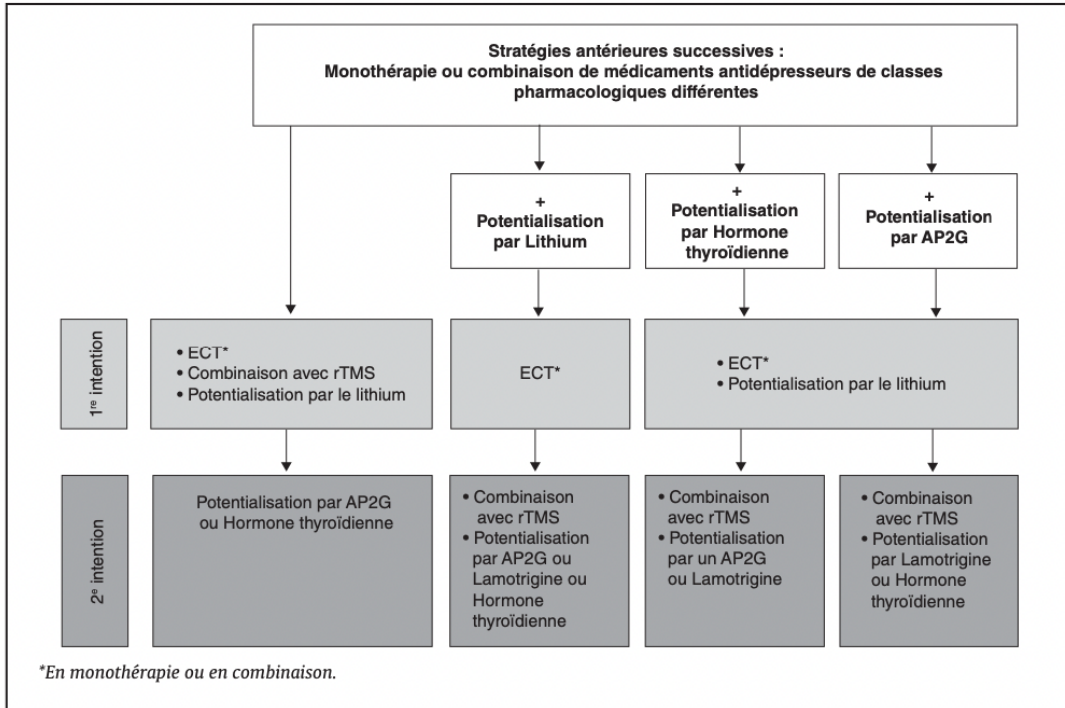 Stratégies antérieures successives :
Monothérapie ou combinaison de médicaments antidépresseurs de classes
pharmacologiques différentes
+
Potentialisation
par Lithium
+
Potentialisation
par Hormone
thyroïdienne
+
Potentialisation
par AP2G
1re intention
• ECT*
• Combinaison avec rTMS
• Potentialisation par le lithium
ECT*
• ECT*
• Potentialisation par le lithium
2e intention
Potentialisation par AP2G
ou Hormone thyroïdienne
• Combinaison
avec rTMS
• Potentialisation
par AP2G ou
Lamotrigine ou
Hormone
thyroïdienne
• Combinaison
avec rTMS
• Potentialisation
par un AP2G
ou Lamotrigine
• Combinaison
avec rTMS
• Potentialisation
par Lamotrigine
ou Hormone
thyroïdienne
*En monothérapie ou en combinaison.